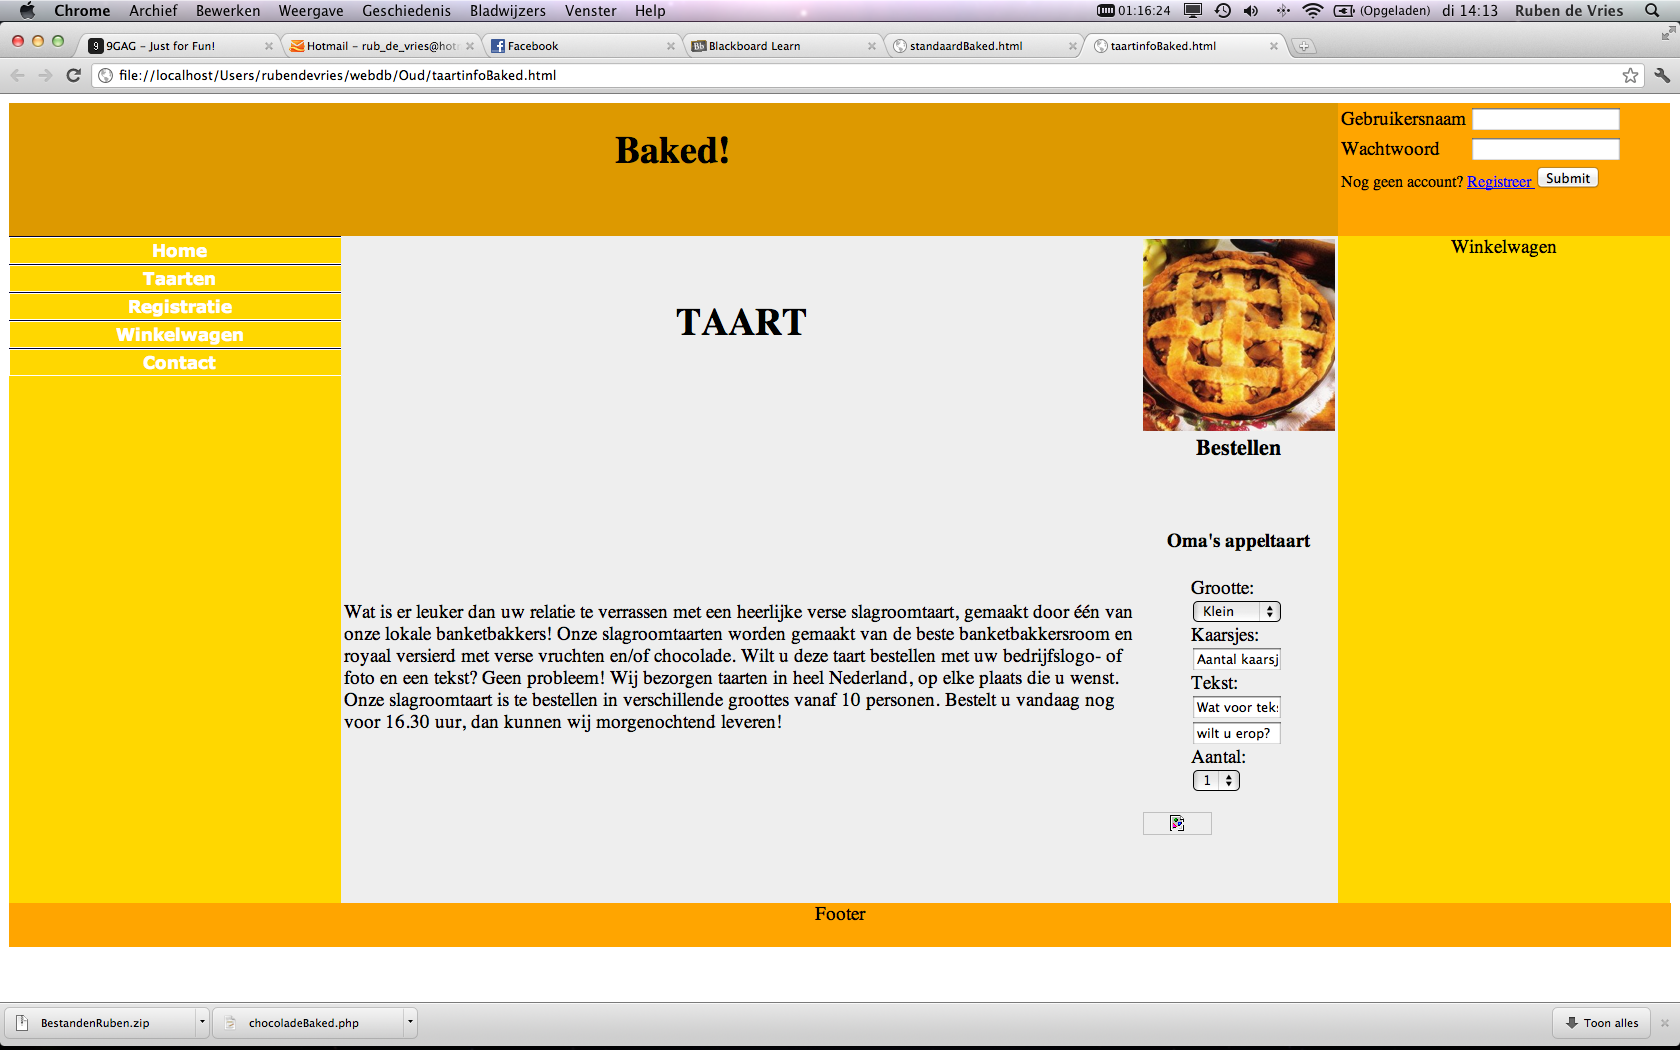 Chrome Archief Bewerken Weergave Geschiedenis Bladwijzers Venster Help 01:16:24 (Opgeladen) di 14:13 Ruben de Vries
9GAG - Just for Fun! Hotmail - rub_de_vries@hot Facebook Blackboard Learn standaardBaked.html taartinfoBaked.html
file://localhost/Users/rubendevries/webdb/Oud/taartinfoBaked.html
Baked!
Gebruikersnaam
Wachtwoord
Nog geen account? Registreer Submit
Home
Taarten
Registratie
Winkelwagen
Contact
Winkelwagen
TAART
Bestellen
Oma's appeltaart
Grootte:
Klein
Kaarsjes:
Aantal kaarsj
Tekst:
Wat voor teks
wilt u erop?
Aantal:
1
Wat is er leuker dan uw relatie te verrassen met een heerlijke verse slagroomtaart, gemaakt door één van
onze lokale banketbakkers! Onze slagroomtaarten worden gemaakt van de beste banketbakkersroom en
royaal versierd met verse vruchten en/of chocolade. Wilt u deze taart bestellen met uw bedrijfslogo- of
foto en een tekst? Geen probleem! Wij bezorgen taarten in heel Nederland, op elke plaats die u wenst.
Onze slagroomtaart is te bestellen in verschillende groottes vanaf 10 personen. Bestelt u vandaag nog
voor 16.30 uur, dan kunnen wij morgenochtend leveren!
Footer
BestandenRuben.zip chocoladeBaked.php Toon alles